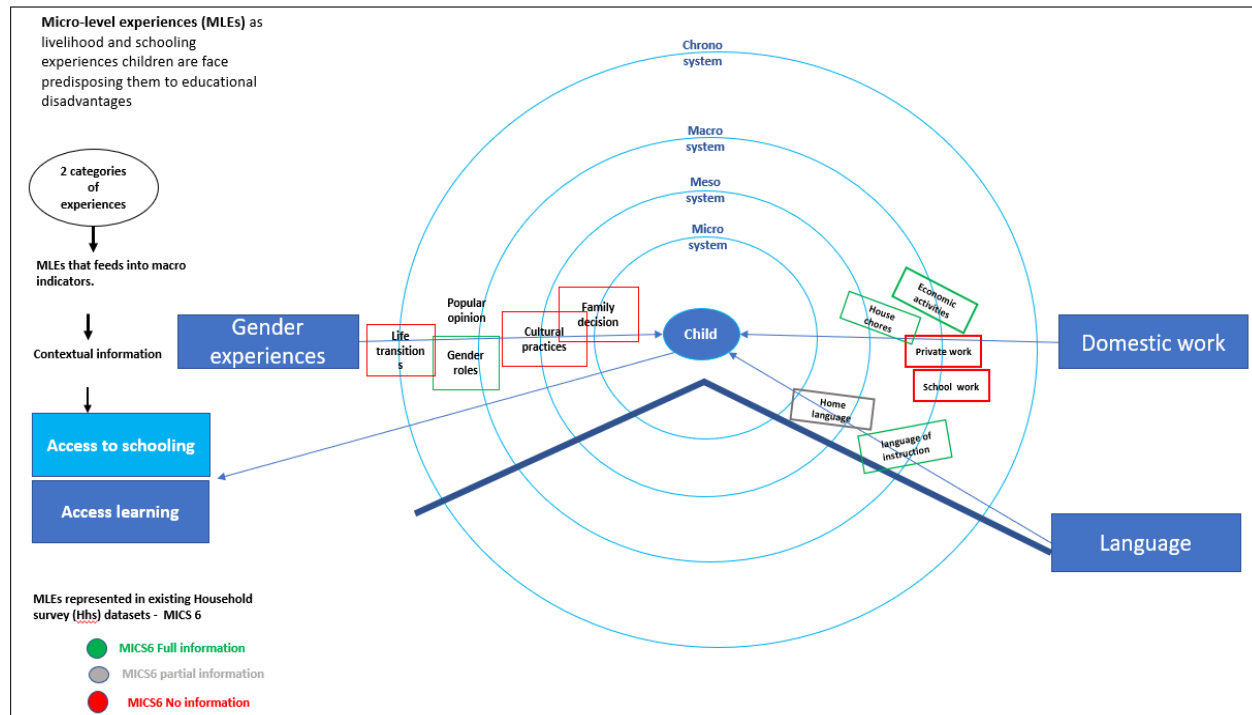 Micro-level experiences (MLEs) as
livelihood and schooling
experiences children are face
predisposing them to educational
disadvantages
2 categories
of
experiences
MLEs that feeds into macro
indicators.
Contextual information
Access to schooling
Access learning
Gender
experiences
Chrono
system
Macro
system
Meso
system
Micro
system
Life
transition
s
Popular
opinion
Gender
roles
Cultural
practices
Family
decision
Child
Economic
activities
House
chores
Private work
School work
Home
language
language of
instruction
Domestic work
Language
MLEs represented in existing Household
survey (Hhs) datasets - MICS 6
MICS6 Full information
MICS6 partial information
MICS6 No information